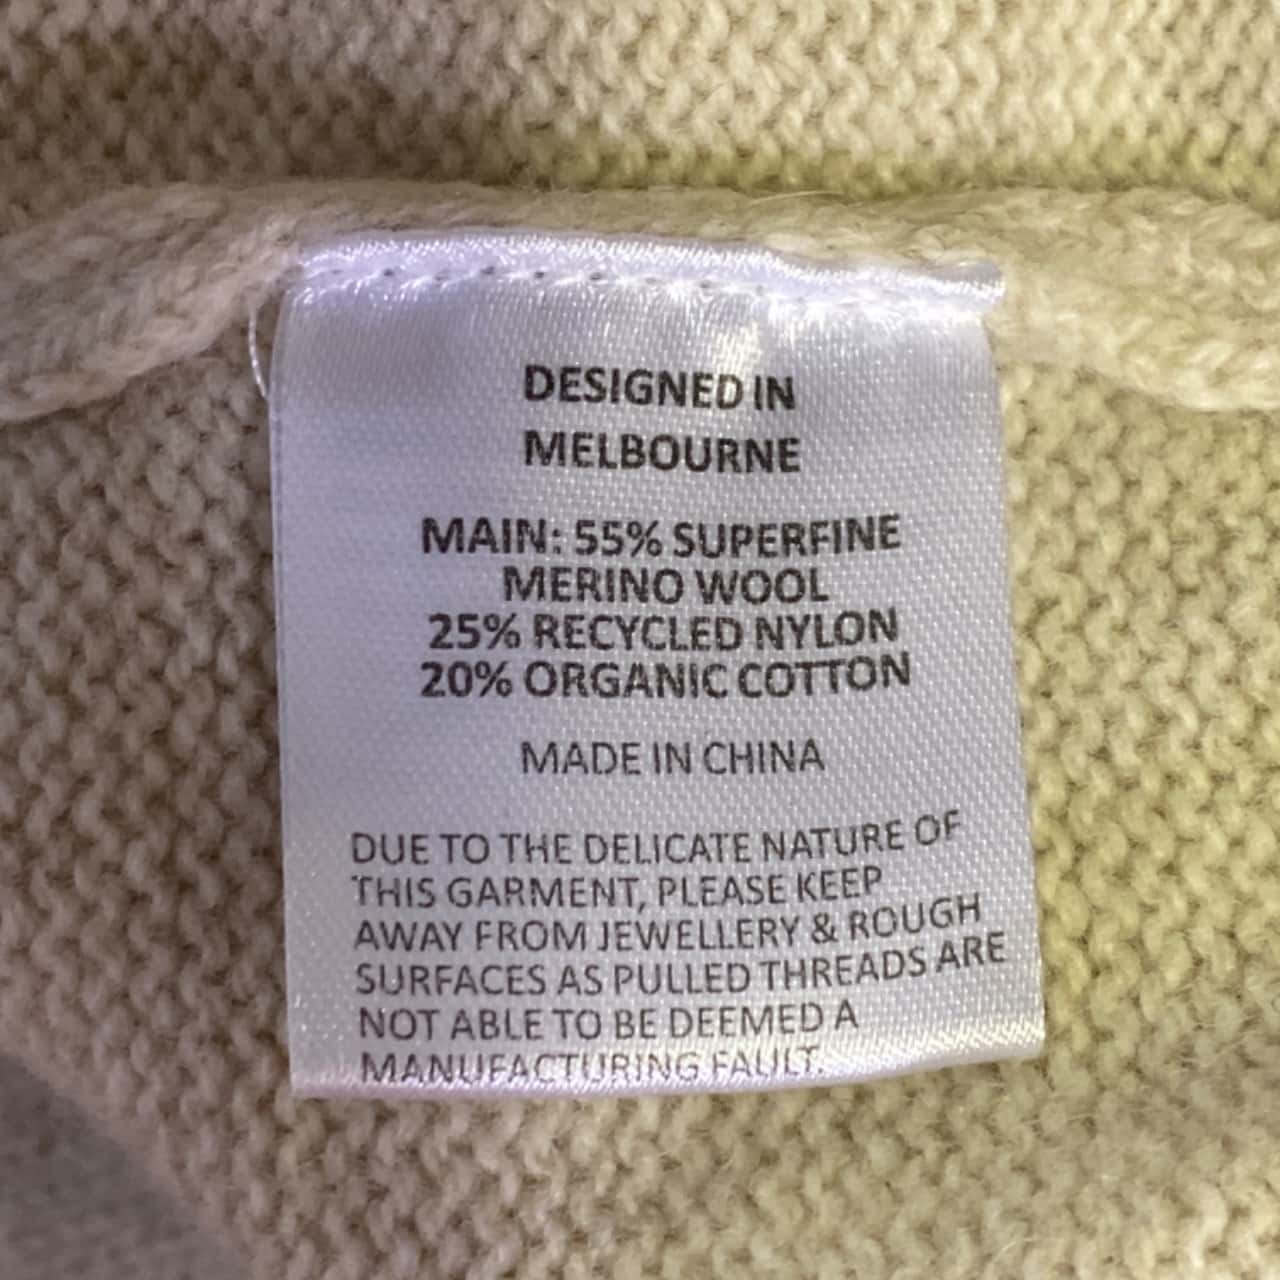 DESIGNED IN
MELBOURNE
MAIN: 55% SUPERFINE
MERINO WOOL
25% RECYCLED NYLON
20% ORGANIC COTTON
MADE IN CHINA
DUE TO THE DELICATE NATURE OF
THIS GARMENT, PLEASE KEEP
AWAY FROM JEWELLERY & ROUGH
SURFACES AS PULLED THREADS ARE
NOT ABLE TO BE DEEMED A
MANUFACTURING FAULT.